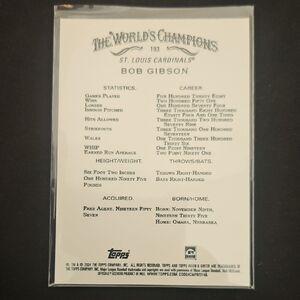 THE WORLD'S CHAMPIONS
193
ST. LOUIS CARDINALS®
BOB GIBSON
STATISTICS. CAREER.
GAMES PLAYED FIVE HUNDRED TWENTY EIGHT
WINS TWO HUNDRED FIFTY ONE
LOSSES ONE HUNDRED SEVENTY FOUR
INNINGS PITCHED THREE THOUSAND EIGHT HUNDRED
EIGHTY FOUR AND ONE THIRD
HITS ALLOWED THREE THOUSAND TWO HUNDRED
SEVENTY NINE
STRIKEOUTS THREE THOUSAND ONE HUNDRED
SEVENTEEN
WALKS ONE THOUSAND THREE HUNDRED
THIRTY SIX
WHIP ONE POINT NINETEEN
EARNED RUN AVERAGE TWO POINT NINETY ONE
HEIGHT/WEIGHT. THROWS/BATS.
SIX FOOT TWO INCHES THROWS RIGHT-HANDED
ONE HUNDRED NINETY FIVE BATS RIGHT-HANDED
POUNDS
ACQUIRED. BORN/HOME.
FREE AGENT, NINETEEN FIFTY BORN: NOVEMBER NINTH,
SEVEN NINETEEN THIRTY FIVE
HOME: OMAHA, NEBRASKA
Topps